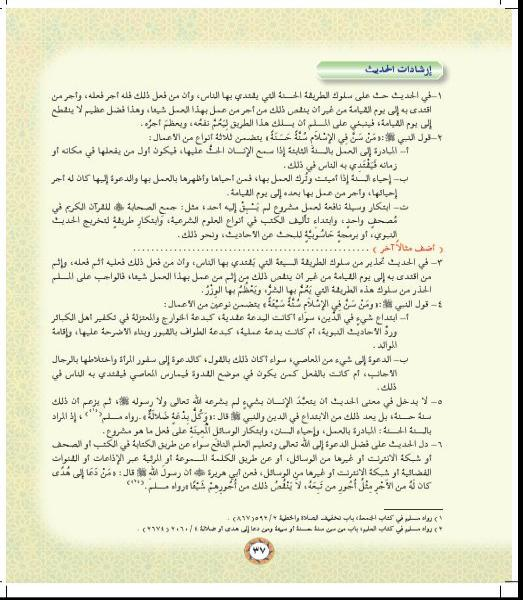 إرشادات الحديث
١-في الحديث حث على سلوك الطريقة الحسنة التي يقتدي بها الناس، وأن من فعل ذلك فله أجر فعله، وأجر من
اقتدى به إلى يوم القيامة من غير أن ينقص ذلك من أجر من عمل بهذا العمل شيئا، وهذا فضل عظيم لا ينقطع
إلى يوم القيامة، فينبغي على المسلم أن يسلك هذا الطريق ليَعُمَّ نفعُه، ويعظمَ أجرُه.
٢-قول النبي ﷺ: «مَنْ سَنَّ فِي الإِسْلَامِ سُنَّةً حَسَنَةً» يتضمن ثلاثة أنواع من الأعمال:
أ- المبادرة إلى العمل بالسنة الثابتة إذا سمع الإنسان الحثَّ عليها، فيكون أول من يفعلها في مكانه أو
زمانه فَيَقْتَدِي به الناس في ذلك.
ب- إحياء السنة إذا أُميتت وتُرك العمل بها، فمن أحياها وأظهرها بالعمل بها والدعوة إليها كان له أجر
إحيائها، وأجر من عمل بها بعده إلى يوم القيامة.
ت- ابتكار وسيلة نافعة لعمل مشروع لم يَسْبِقْ إليه أحد، مثل: جمع الصحابة ﷺ للقرآن الكريم في
مُصحفٍ واحدٍ، وابتداء تأليف الكتب في أنواع العلوم الشرعية، وَابتكارِ طريقةٍ لتخريج الحديث
النبوي، أو برمجةٍ حَاسُوبِيَّةٍ للبحث عن الأحاديث، ونحو ذلك.
( أضف مثالاً آخر )
٣- في الحديث تحذير من سلوك الطريقة السيئة التي يقتدي بها الناس، وأن من فعل ذلك فعليه أثم فعله، وإثم
من اقتدى به إلى يوم القيامة من غير أن ينقص ذلك مِن إثم من عمل بهذا العمل شيئا، فالواجب على المسلم
الحذر من سلوك هذه الطريقة التي يَعُمُّ بها الشرُّ، ويَعْظُمُ بها الوِزْرُ.
٤- قول النبي ﷺ: «وَمَنْ سَنَّ فِي الإِسْلَامِ سُنَّةً سَيِّئَةً» يتضمن نوعين من الأعمال:
أ- ابتداع شيءٍ في الدِّين، سواء أكانت البدعة عقدية، كبدعة الخوارج والمعتزلة في تكفير أهل الكبائر
وردِّ الأحاديث النبوية، أم كانت بدعة عملية، كبدعة الطواف بالقبور وبناء الأضرحة عليها، وإقامة
الموالد.
ب- الدعوة إلى شيء من المعاصي، سواء أكان ذلك بالقول، كالدعوة إلى سفور المرأة واختلاطها بالرجال
الأجانب، أم كانت بالفعل كمن يكون في موضع القدوة فيمارس المعاصي فيقتدي به الناس في
ذلك.
٥- لا يدخل في معنى الحديث أن يتعبَّد الإنسان بشيء لم يشرعه الله تعالى ولا رسوله ﷺ، ثم يزعم أن ذلك
سنة حسنة، بل يعد ذلك من الابتداع في الدين والنبي ﷺ قال: «وَكُلُّ بِدْعَةٍ ضَلَالَةٌ» رواه مسلم(١)، إذ المراد
بالسنة الحسنة: المبادرة بالعمل، وإحياء السنن، وابتكار الوسائل المُعِينَةِ على فعل ما هو مشروع.
٦- دل الحديث على فضل الدعوة إلى الله تعالى وتعليم العلم النافع سواء عن طريق الكتابة في الكتب أو الصحف
أو شبكة الانترنت أو غيرها من الوسائل، أو عن طريق الكلمة المسموعة أو المرئية عبر الإذاعات أو القنوات
الفضائية أو شبكة الانترنت أو غيرها من الوسائل، فعن أبي هريرة أن رسول الله ﷺ قال: «مَنْ دَعَا إِلَى هُدًى
كَانَ لَهُ مِنَ الأَجْرِ مِثْلُ أُجُورِ من تَبِعَهُ، لَا يَنْقُصُ ذلك من أُجُورِهِمْ شَيْئًا» رواه مسلم.(٢)
١) رواه مسلم في كتاب الجمعة، باب تخفيف الصلاة والخطبة ٥٩٢/٢ (٨٦٧).
٢) رواه مسلم في كتاب العلم، باب من سن سنة حسنة أو سيئة ومن دعا إلى هدى أو ضلالة ٢٠٦٠/٤ (٢٦٧٤).
٣٧